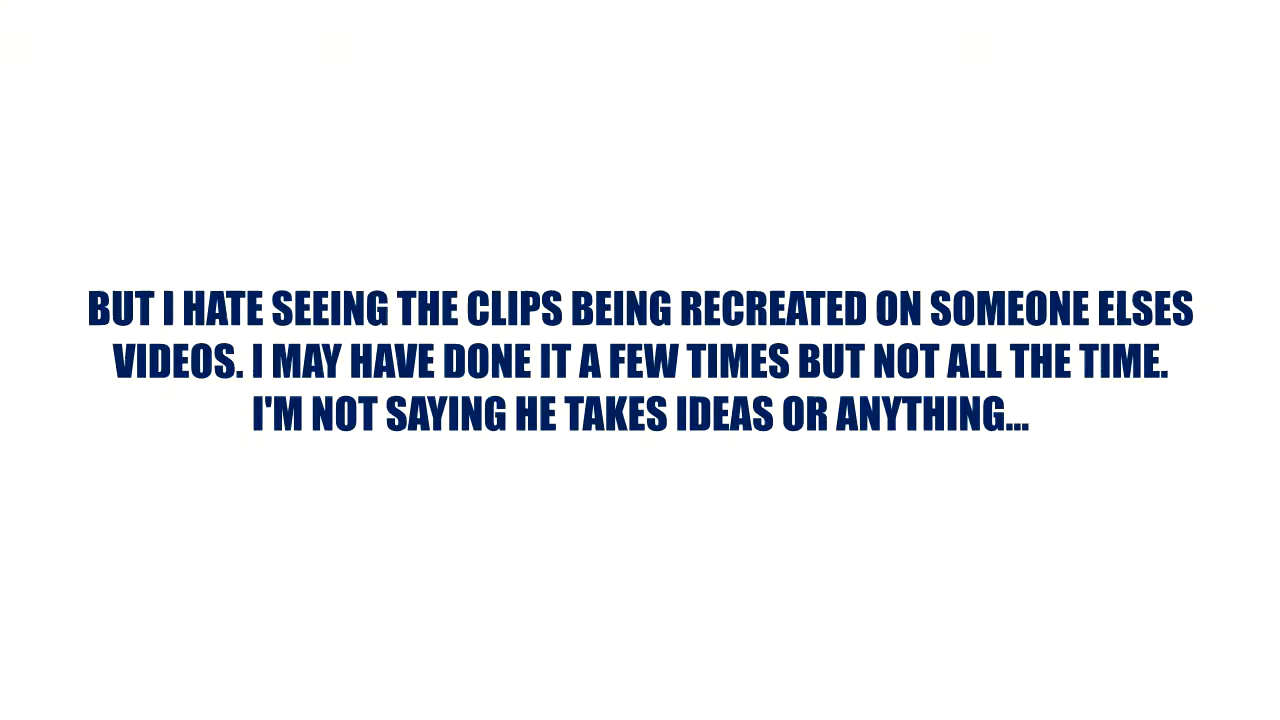 BUT I HATE SEEING THE CLIPS BEING RECREATED ON SOMEONE ELSES
VIDEOS. I MAY HAVE DONE IT A FEW TIMES BUT NOT ALL THE TIME.
I'M NOT SAYING HE TAKES IDEAS OR ANYTHING...